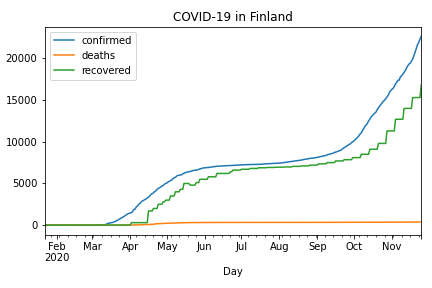 COVID-19 in Finland
confirmed
deaths
recovered
20000
15000
10000
5000
0
Feb Mar Apr May Jun Jul Aug Sep Oct Nov
2020
Day